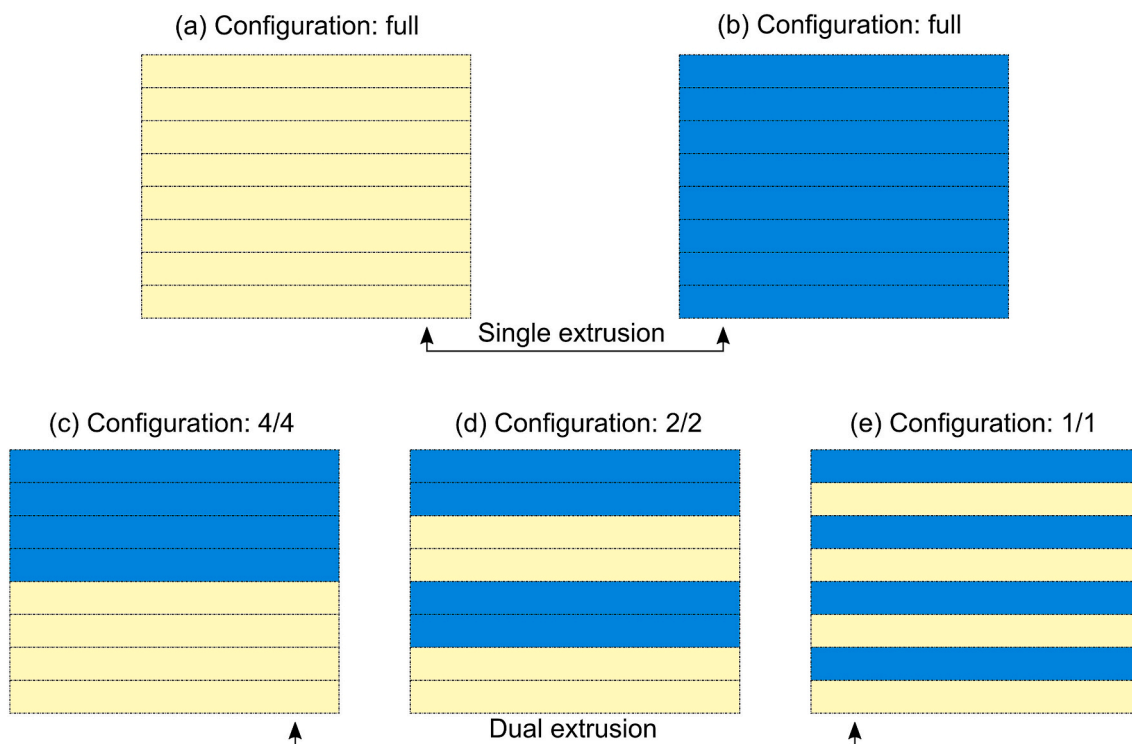 (a) Configuration: full
(b) Configuration: full
Single extrusion
(c) Configuration: 4/4
(d) Configuration: 2/2
(e) Configuration: 1/1
Dual extrusion